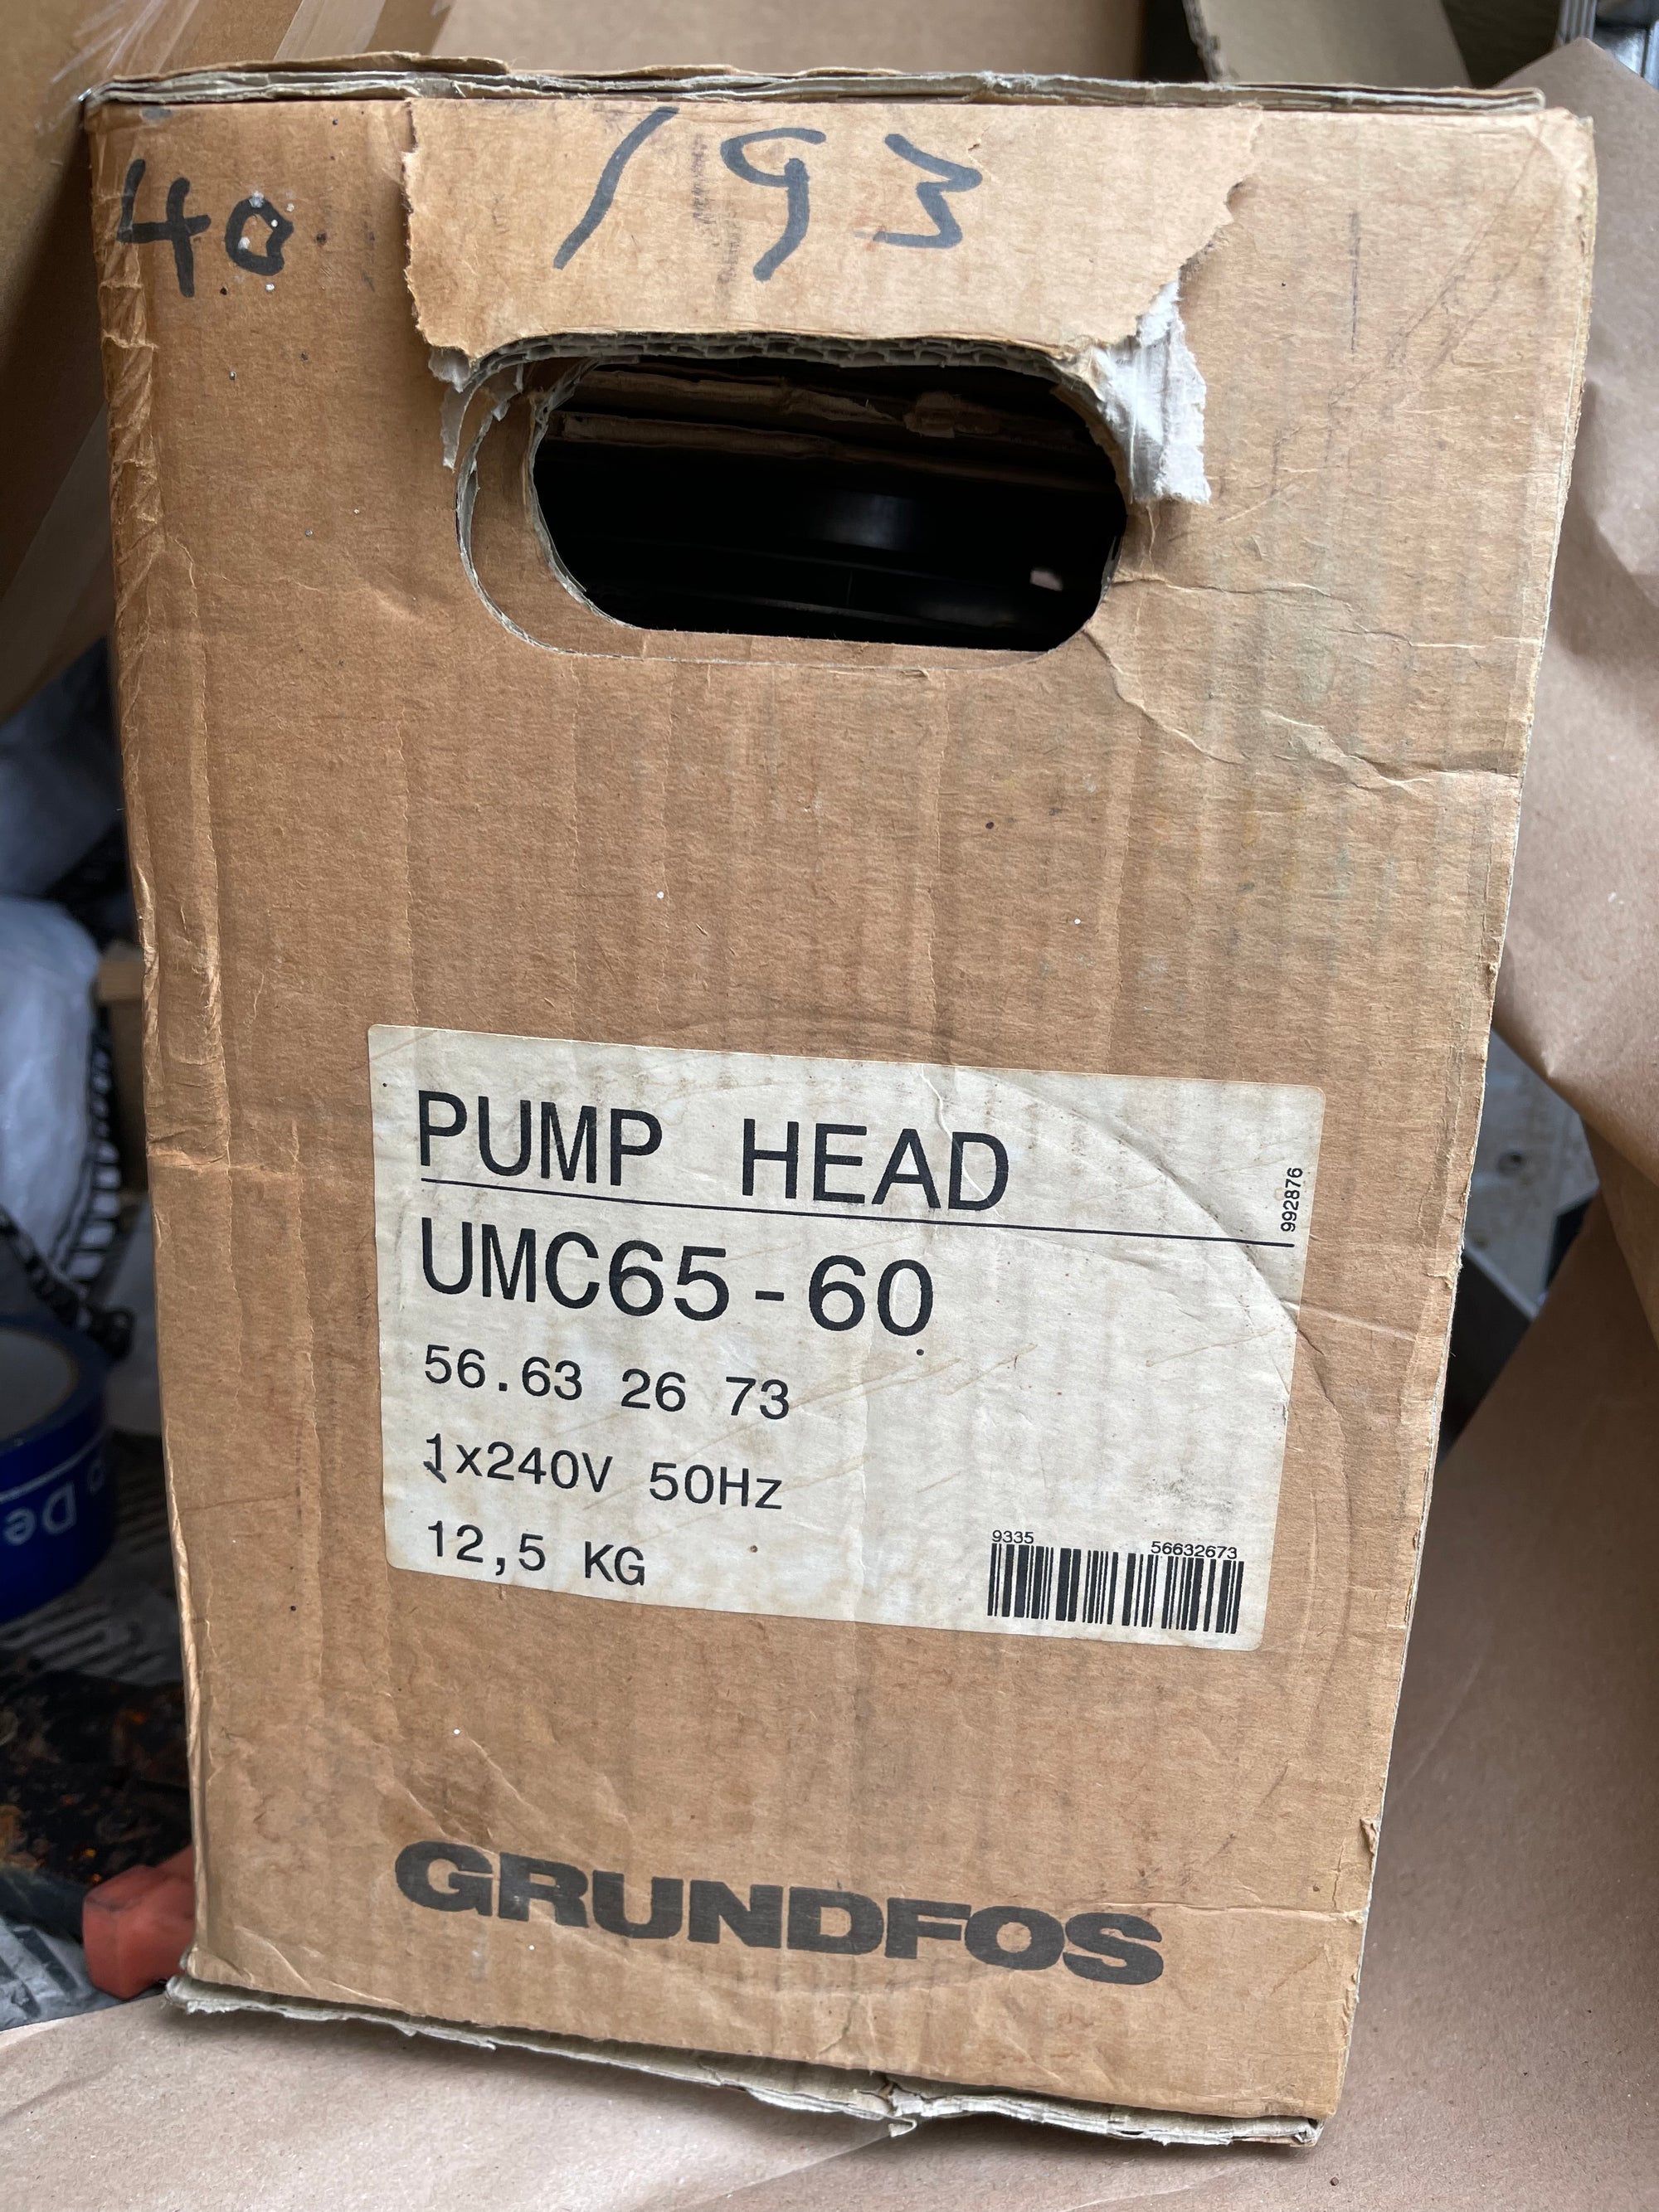 40
193
PUMP HEAD
992876
UMC65-60
56.63 26 73
1x240V 50Hz
12,5 KG
9335 56632673
GRUNDFOS